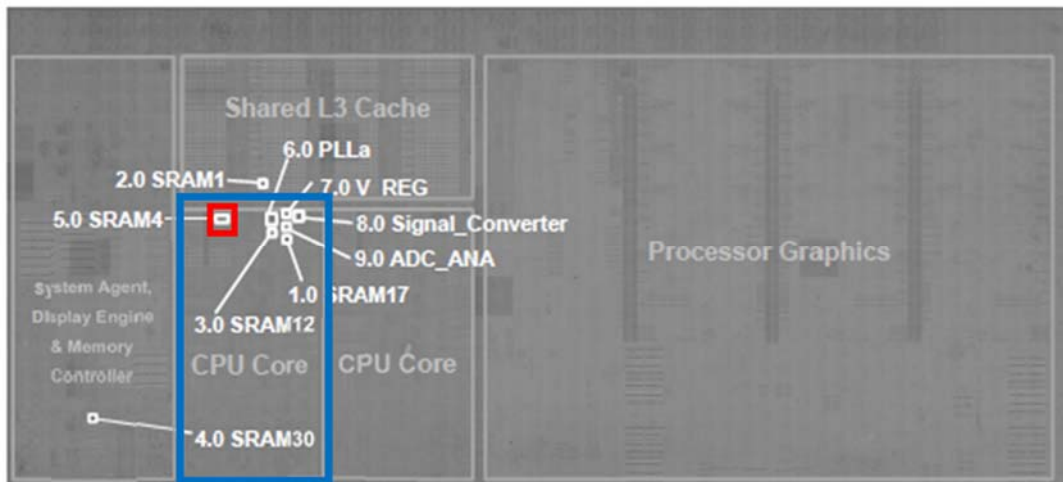 Shared L3 Cache
6.0 PLLa
2.0 SRAM1
7.0 V_REG
5.0 SRAM4
8.0 Signal_Converter
9.0 ADC_ANA
Processor Graphics
1.0 SRAM17
System Agent,
Display Engine
& Memory
Controller
3.0 SRAM12
CPU Core
CPU Core
4.0 SRAM30